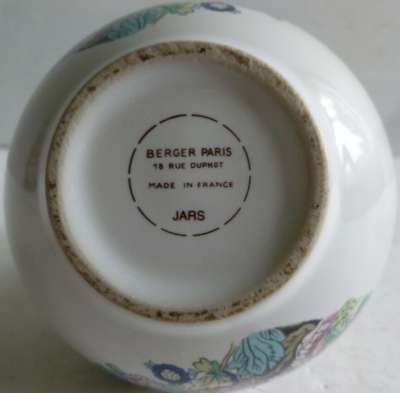 BERGER PARIS
18 RUE DUPHOT
MADE IN FRANCE
JARS